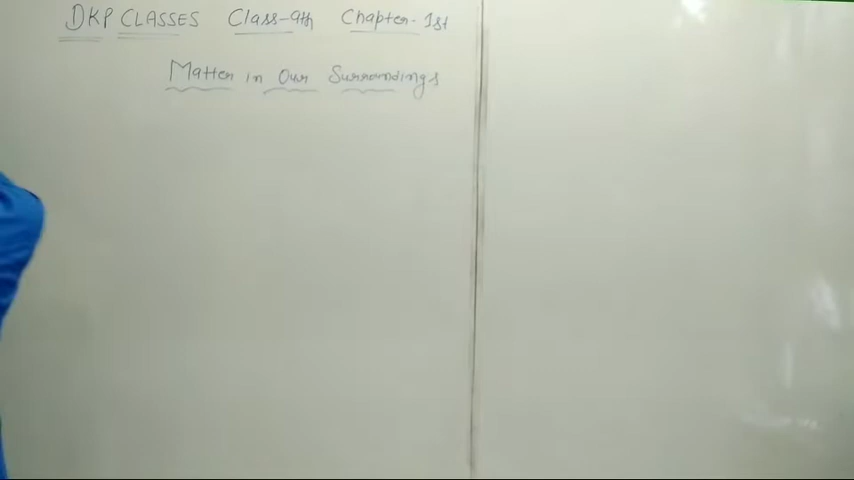 DKP CLASSES Class-9th Chapter-1st
Matter in Our Surroundings